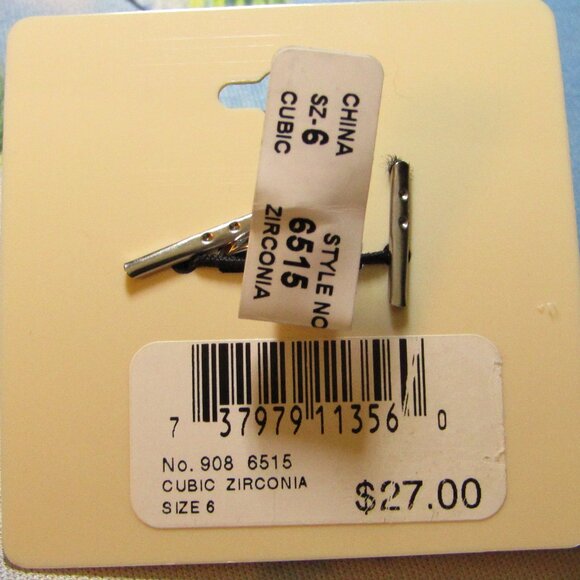 CHINA
SZ-6
CUBIC
STYLE NO
6515
ZIRCONIA
7 37979 11356 0
No. 908 6515
CUBIC ZIRCONIA
SIZE 6
$27.00